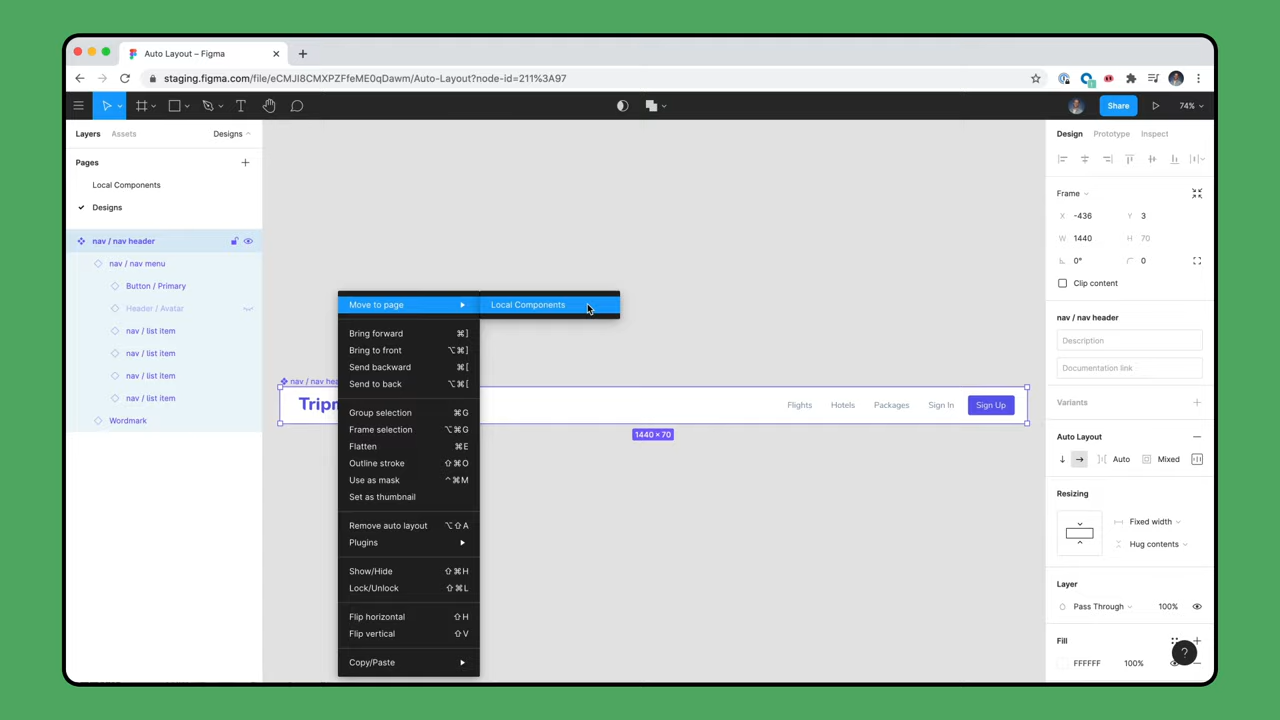 Auto Layout – Figma
staging.figma.com/file/eCMJI8CMXPZFfeME0qDawm/Auto-Layout?node-id=211%3A97
Share
74%
Layers
Assets
Designs
Pages
Local Components
Designs
nav / nav header
nav / nav menu
Button / Primary
Header / Avatar
nav / list item
nav / list item
nav / list item
nav / list item
Wordmark
Move to page
Local Components
Bring forward ⌘]
Bring to front ⌥⌘]
Send backward ⌘[
Send to back ⌥⌘[
Group selection ⌘G
Frame selection ⌥⌘G
Flatten ⌘E
Outline stroke ⇧⌘O
Use as mask ^⌘M
Set as thumbnail
Remove auto layout ⌥⇧A
Plugins
Show/Hide ⇧⌘H
Lock/Unlock ⇧⌘L
Flip horizontal ⇧H
Flip vertical ⇧V
Copy/Paste
nav / nav hea
Tripm
Flights
Hotels
Packages
Sign In
Sign Up
1440 × 70
Design
Prototype
Inspect
Frame
X -436
Y 3
W 1440
H 70
0°
0
Clip content
nav / nav header
Description
Documentation link
Variants
Auto Layout
Auto
Mixed
Resizing
Fixed width
Hug contents
Layer
Pass Through
100%
Fill
FFFFFF
100%
?